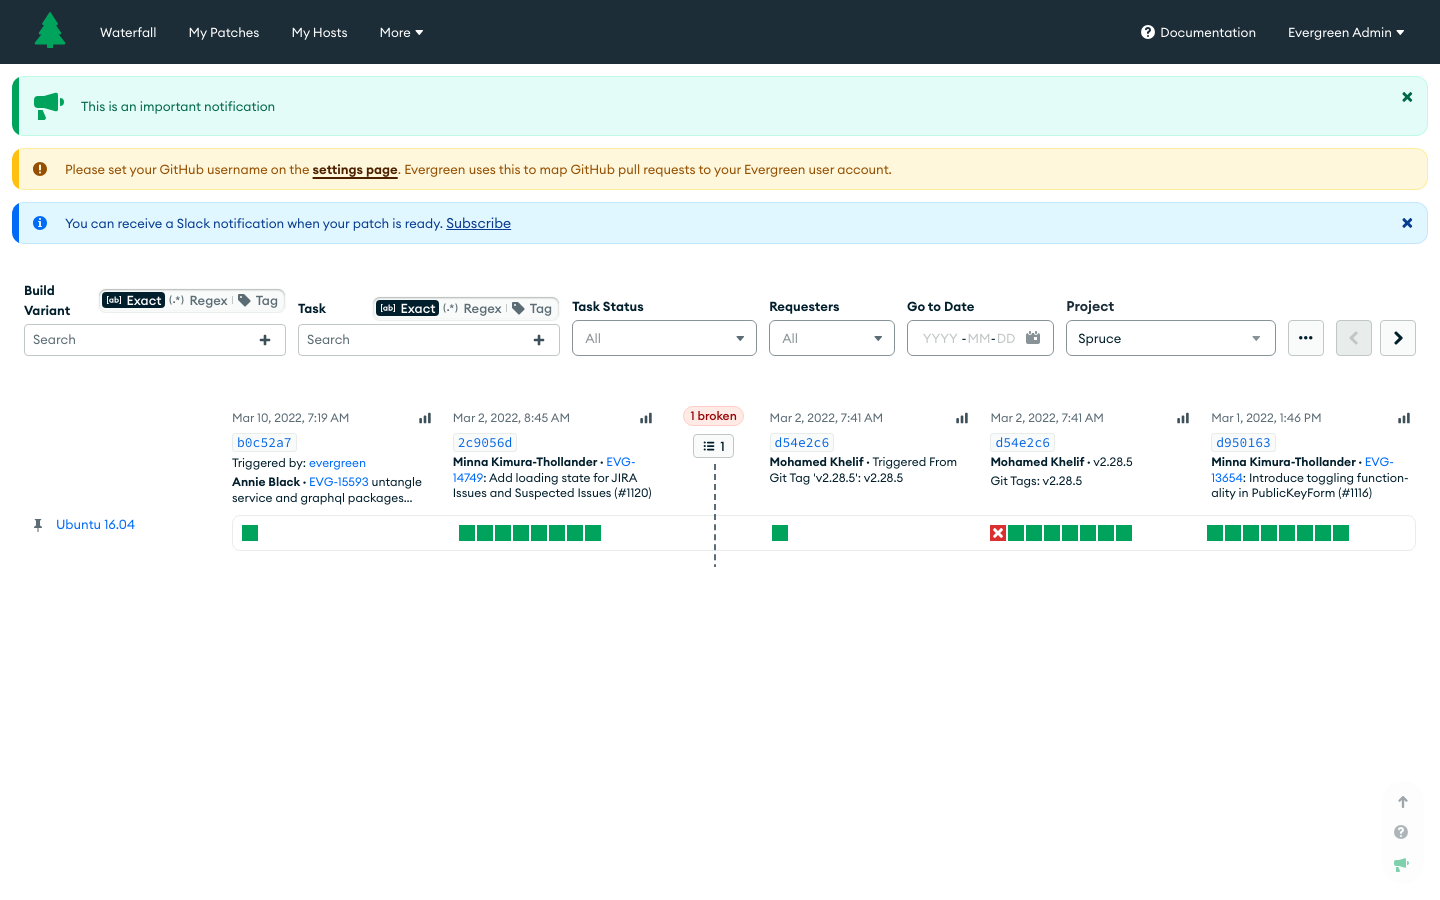 Waterfall My Patches My Hosts More Documentation Evergreen Admin
This is an important notification
Please set your GitHub username on the settings page. Evergreen uses this to map GitHub pull requests to your Evergreen user account.
You can receive a Slack notification when your patch is ready. Subscribe
Build
Variant
[ab] Exact (.*) Regex Tag
Search
Task
[ab] Exact (.*) Regex Tag
Search
Task Status
All
Requesters
All
Go to Date
YYYY -MM-DD
Project
Spruce
Mar 10, 2022, 7:19 AM
b0c52a7
Triggered by: evergreen
Annie Black • EVG-15593 untangle
service and graphql packages...
Mar 2, 2022, 8:45 AM
2c9056d
Minna Kimura-Thollander • EVG-
14749: Add loading state for JIRA
Issues and Suspected Issues (#1120)
1 broken
1
Mar 2, 2022, 7:41 AM
d54e2c6
Mohamed Khelif • Triggered From
Git Tag 'v2.28.5': v2.28.5
Mar 2, 2022, 7:41 AM
d54e2c6
Mohamed Khelif • v2.28.5
Git Tags: v2.28.5
Mar 1, 2022, 1:46 PM
d950163
Minna Kimura-Thollander • EVG-
13654: Introduce toggling function-
ality in PublicKeyForm (#1116)
Ubuntu 16.04